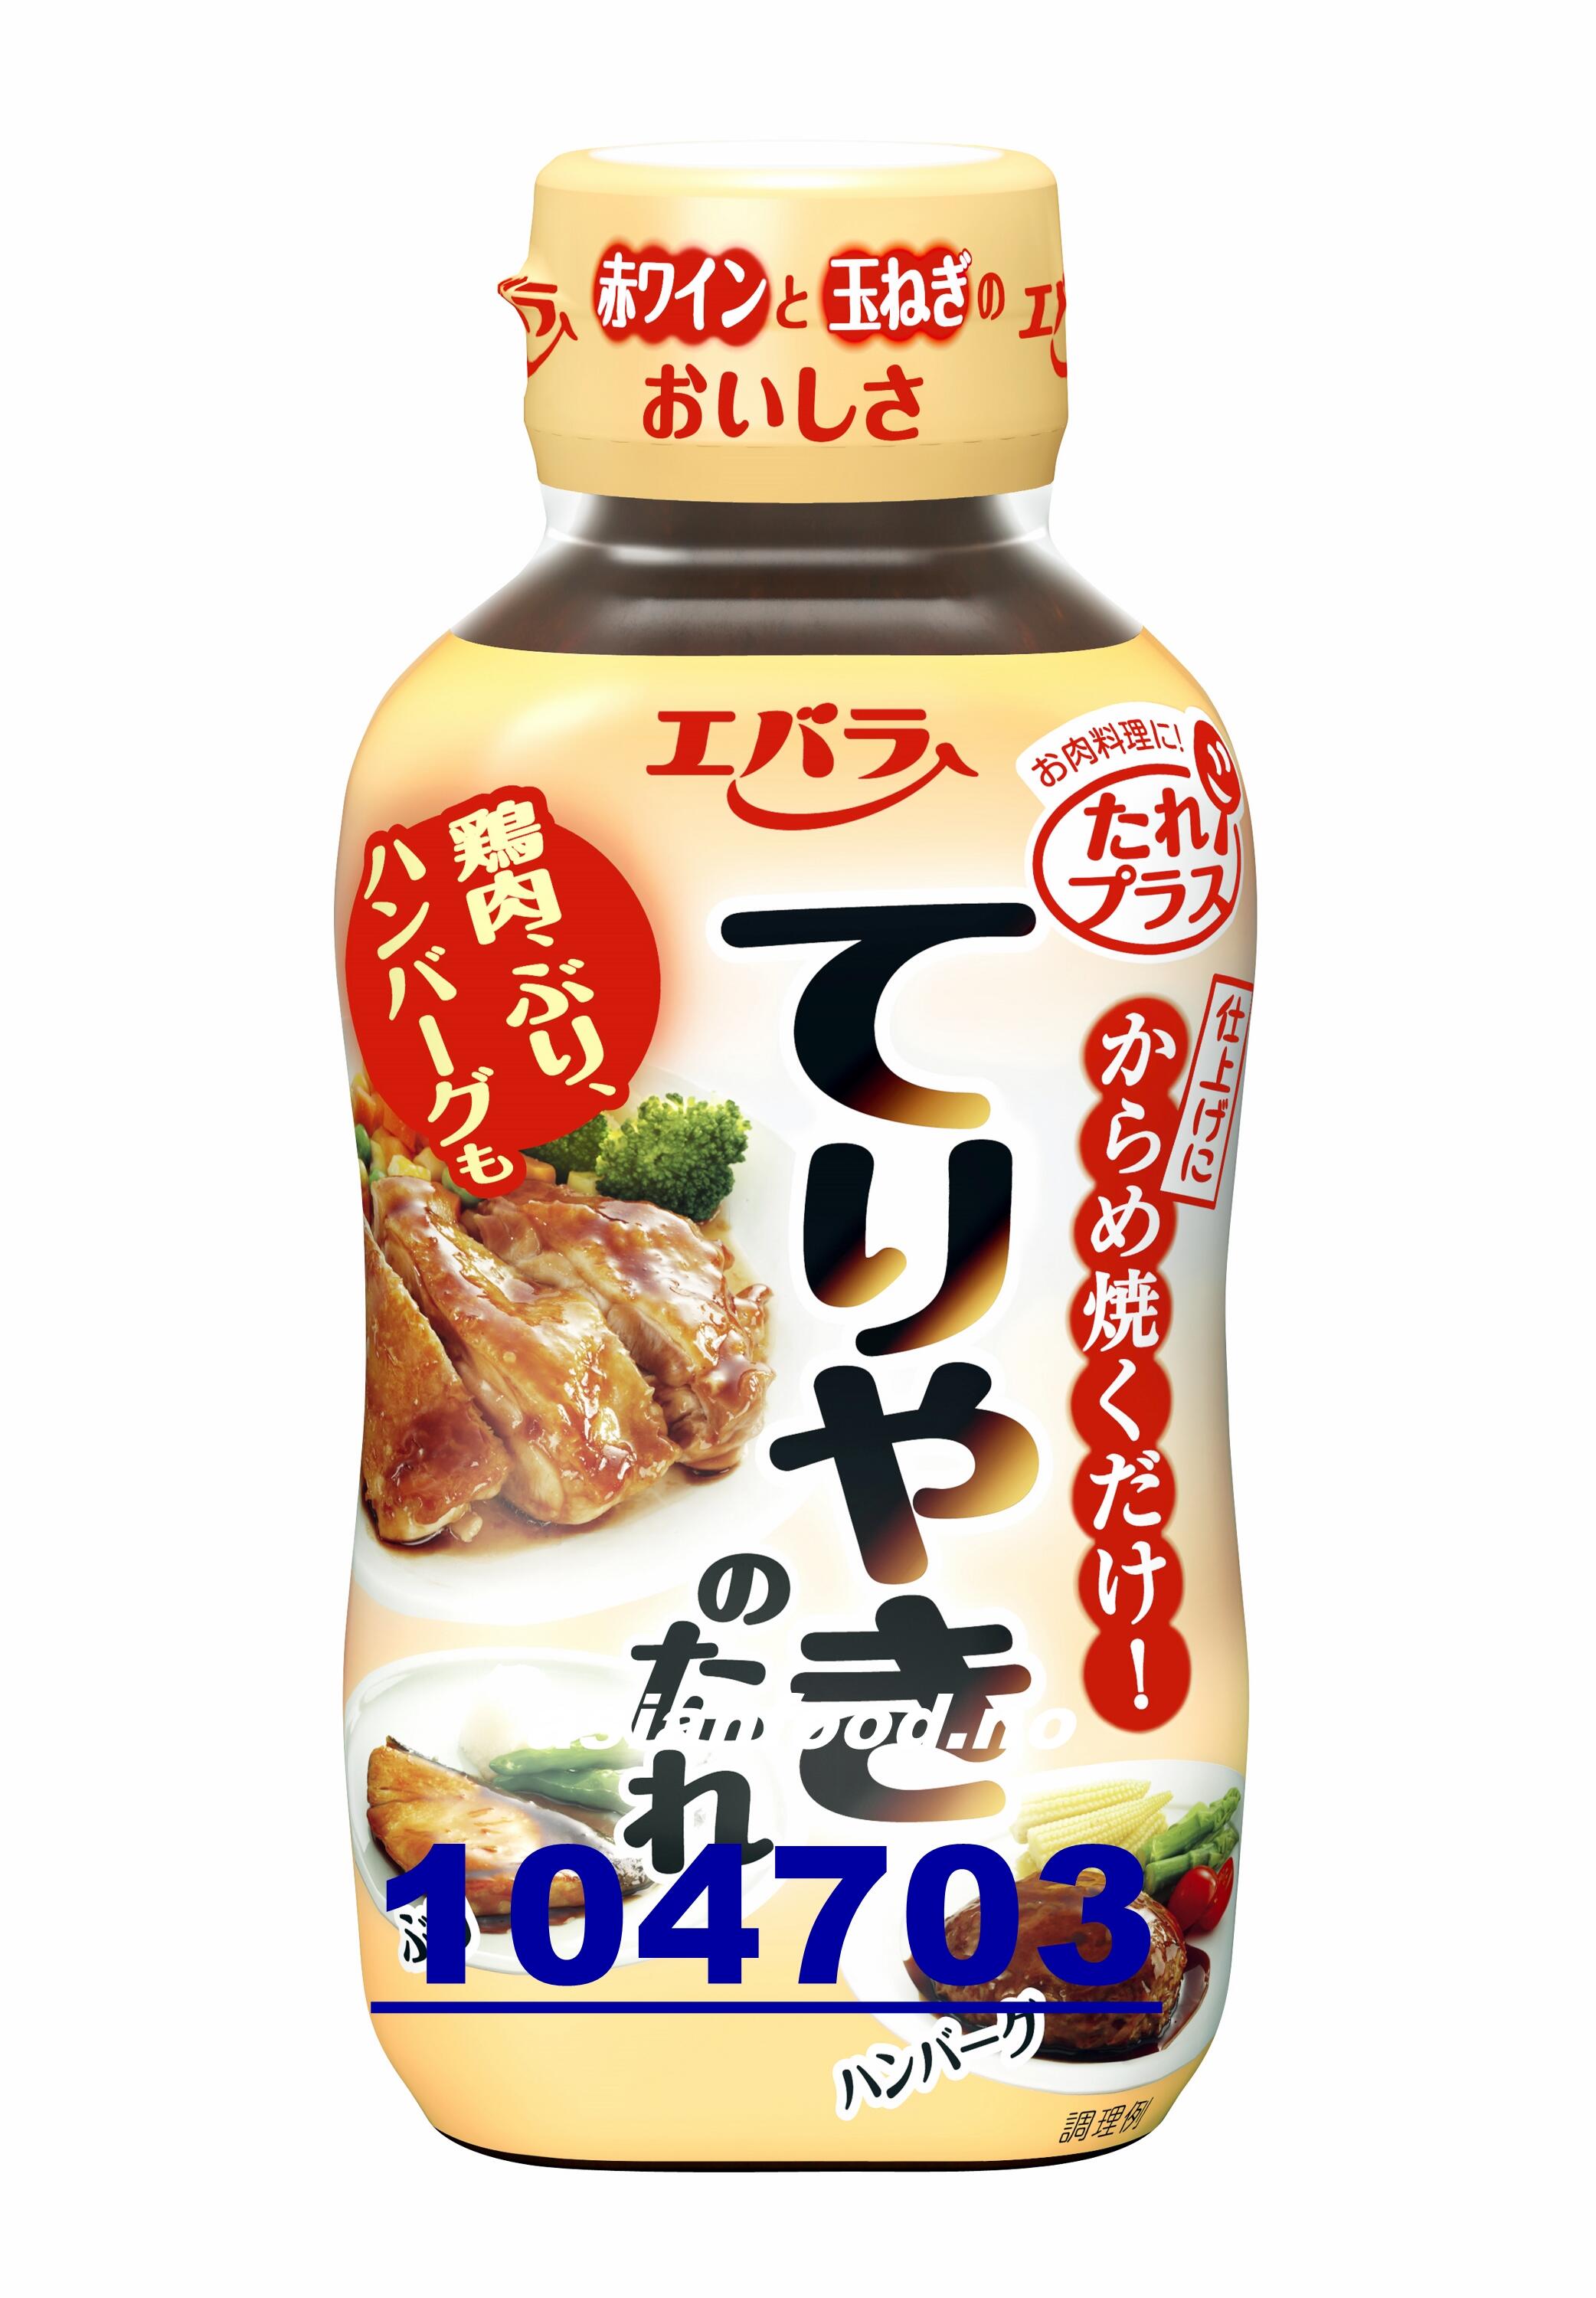 赤ワインと玉ねぎの
おいしさ
エバラ
お肉料理に!
たれ
プラス
鶏肉、ぶり、
ハンバーグも
仕上げに
からめ焼くだけ!
てりやき
のたれ
asianfood.no
104703
ハンバーグ
調理例